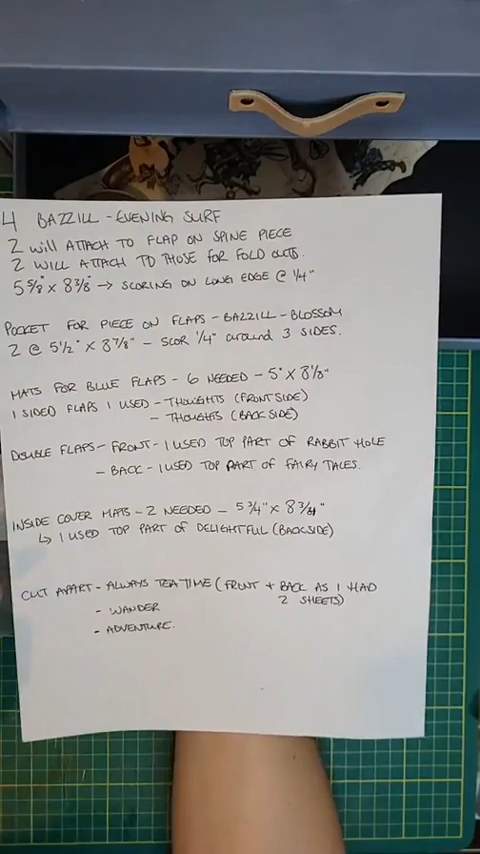 4 BAZZILL - EVENING SURF
2 will ATTACH TO FLAP ON SPINE PIECE
2 WILL ATTACH TO THOSE FOR FOLD OUTS.
5 5/8" x 8 3/8" → SCORING ON LONG EDGE @ 1/4"
POCKET FOR PIECE ON FLAPS - BAZZILL - BLOSSOM
2 @ 5 1/2" x 8 7/8" - SCOR 1/4" around 3 SIDES.
MATS FOR BLUE FLAPS - 6 NEEDED - 5" x 8 1/8"
1 SIDED FLAPS I USED - THOUGHTS (FRONT SIDE)
- THOUGHTS (BACK SIDE)
DOUBLE FLAPS - FRONT - I USED TOP PART OF RABBIT HOLE
- BACK - I USED TOP PART OF FAIRY TALES.
INSIDE COVER MATS - 2 NEEDED - 5 3/4" x 8 3/4"
↳ I USED TOP PART OF DELIGHTFUL (BACKSIDE)
CUT APART - ALWAYS TEA TIME (FRONT + BACK AS I HAD
2 SHEETS)
- WANDER
- ADVENTURE.